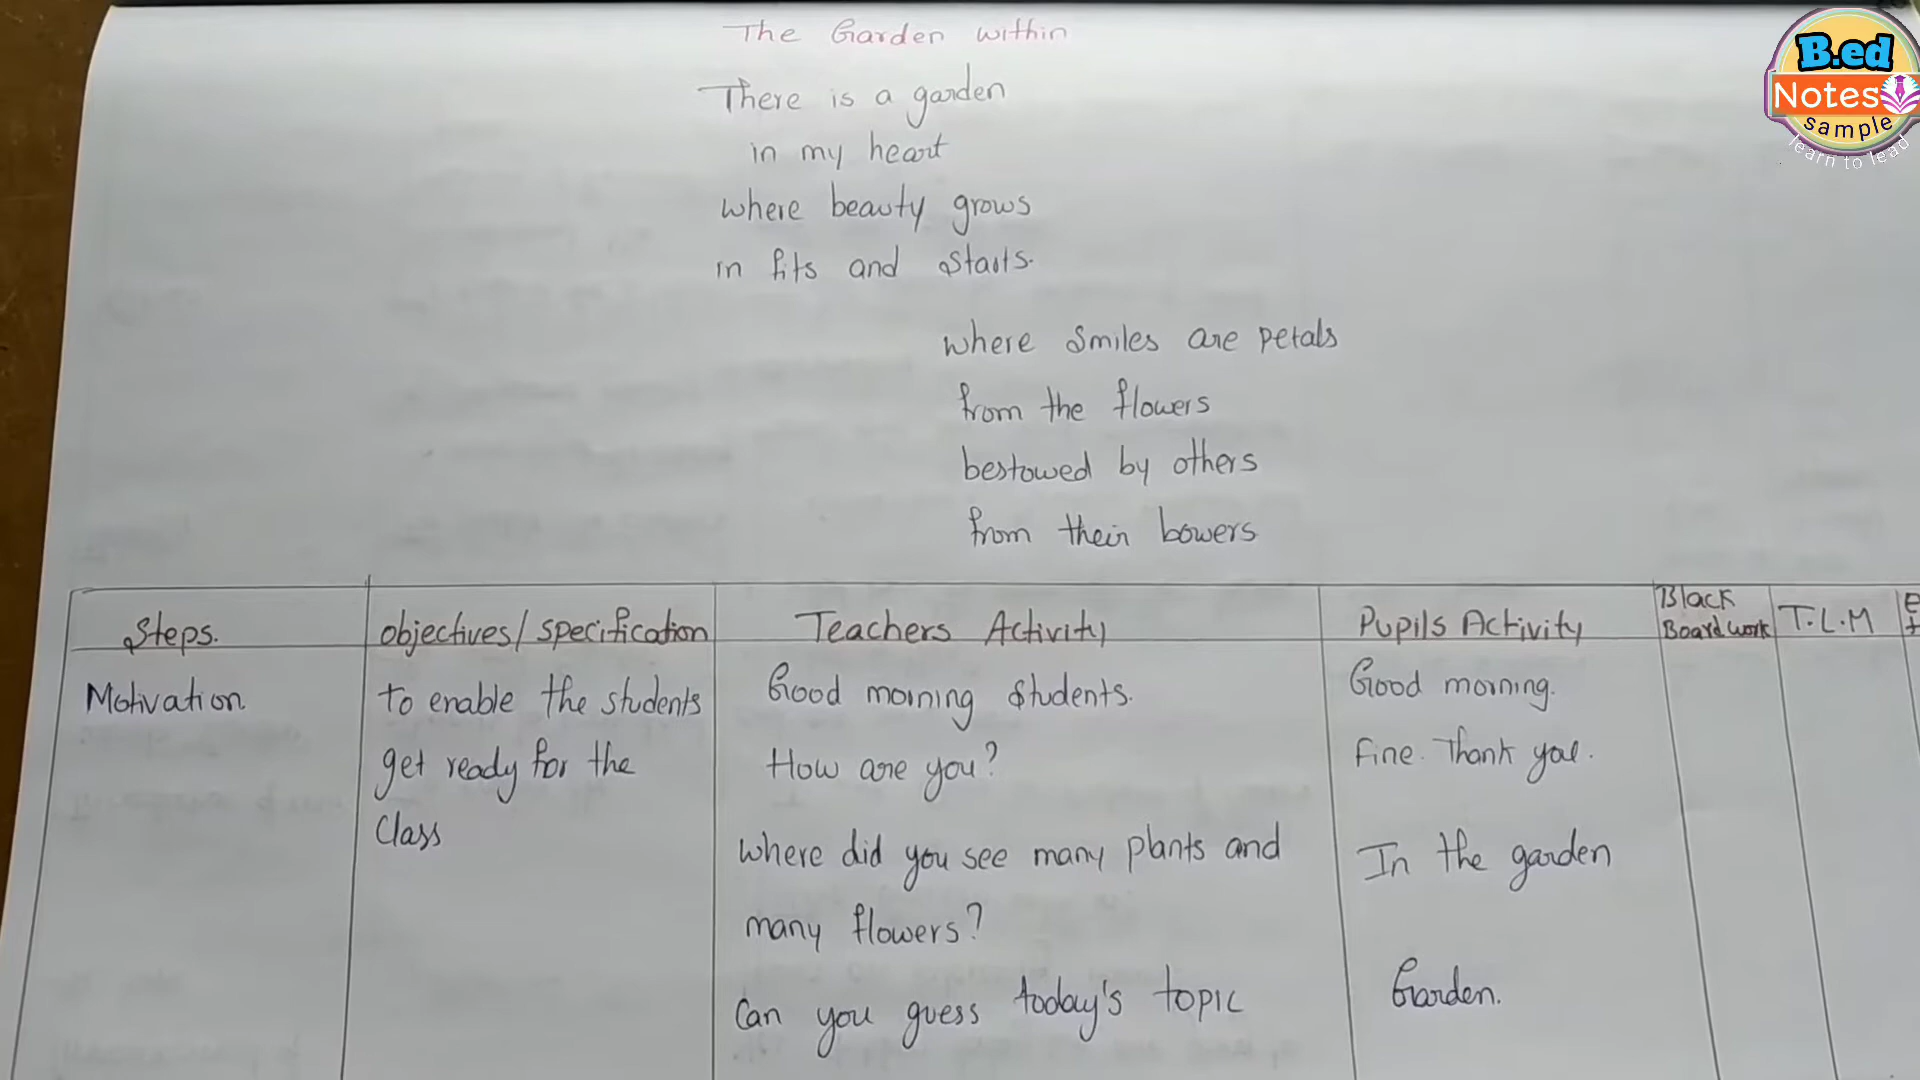 The Garden within
There is a garden
in my heart
where beauty grows
in fits and starts.
where smiles are petals
from the flowers
bestowed by others
from their bowers
Steps.
objectives/specification
Teachers Activity
Pupils Activity
Black
Board work
T.L.M
Motivation
to enable the students
get ready for the
class
Good morning students.
How are you?
where did you see many plants and
many flowers?
Can you guess today's topic
Good morning.
Fine. Thank you.
In the garden
Garden.
B.ed
Notes
sample
learn to lead